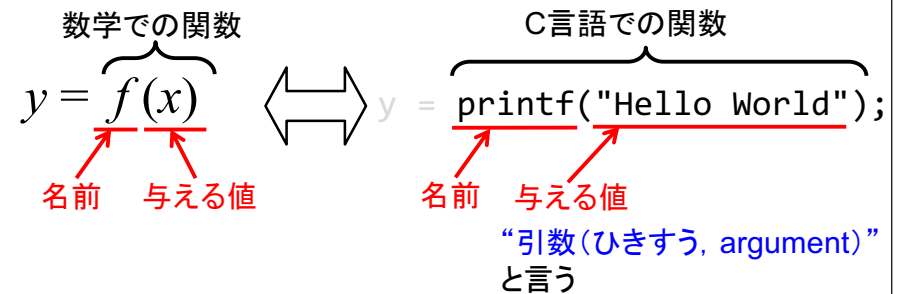 数学での関数
C言語での関数
y = f(x)
y = printf("Hello World");
名前
与える値
名前
与える値
“引数(ひきすう, argument)”
と言う